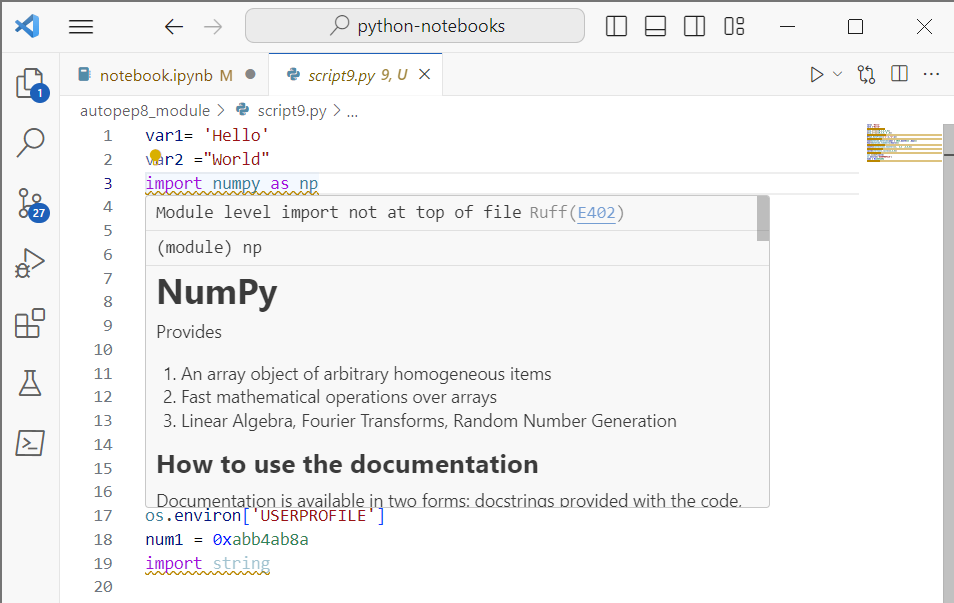 python-notebooks
notebook.ipynb M
script9.py 9, U
1
autopep8_module > script9.py > ...
1 var1= 'Hello'
2 var2 ="World"
3 import numpy as np
4
Module level import not at top of file Ruff(E402)
5
(module) np
6
7
NumPy
8
9
Provides
10
11
1. An array object of arbitrary homogeneous items
12
2. Fast mathematical operations over arrays
13
3. Linear Algebra, Fourier Transforms, Random Number Generation
14
15
How to use the documentation
16
Documentation is available in two forms: docstrings provided with the code,
17 os.environ['USERPROFILE']
18 num1 = 0xabb4ab8a
19 import string
20
27